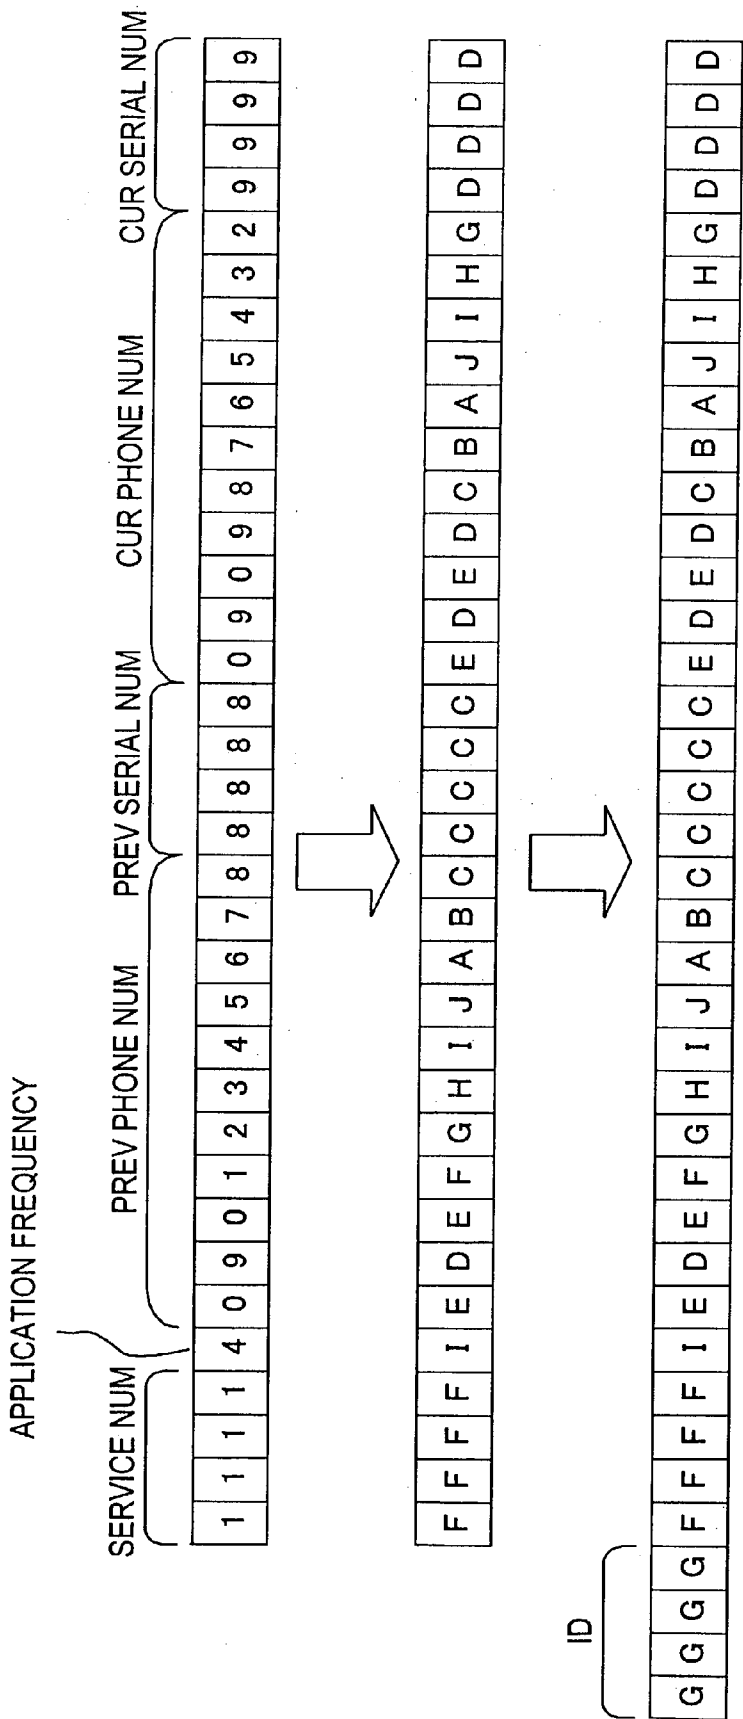 APPLICATION FREQUENCY
SERVICE NUM PREV PHONE NUM PREV SERIAL NUM CUR PHONE NUM CUR SERIAL NUM
1 1 1 1 4 0 9 0 1 2 3 4 5 6 7 8 8 8 8 8 0 9 0 9 8 7 6 5 4 3 2 9 9 9 9
F F F F I E D E F G H I J A B C C C C C E D E D C B A J I H G D D D D
ID
G G G G F F F F I E D E F G H I J A B C C C C C E D E D C B A J I H G D D D D